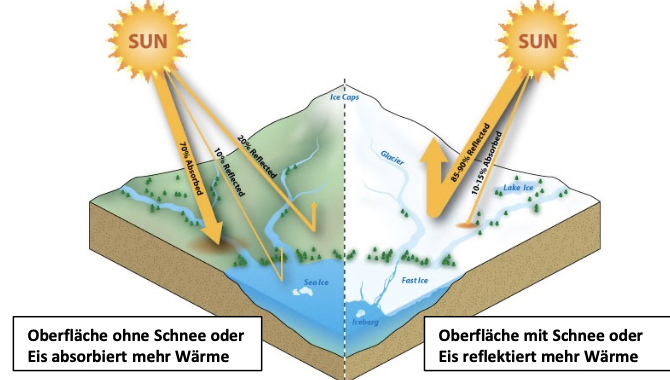 SUN
SUN
70% Absorbed
10% Reflected
20% Reflected
85-90% Reflected
10-15% Absorbed
Ice Caps
Glacier
Lake Ice
Sea Ice
Fast Ice
Iceberg
Oberfläche ohne Schnee oder
Eis absorbiert mehr Wärme
Oberfläche mit Schnee oder
Eis reflektiert mehr Wärme